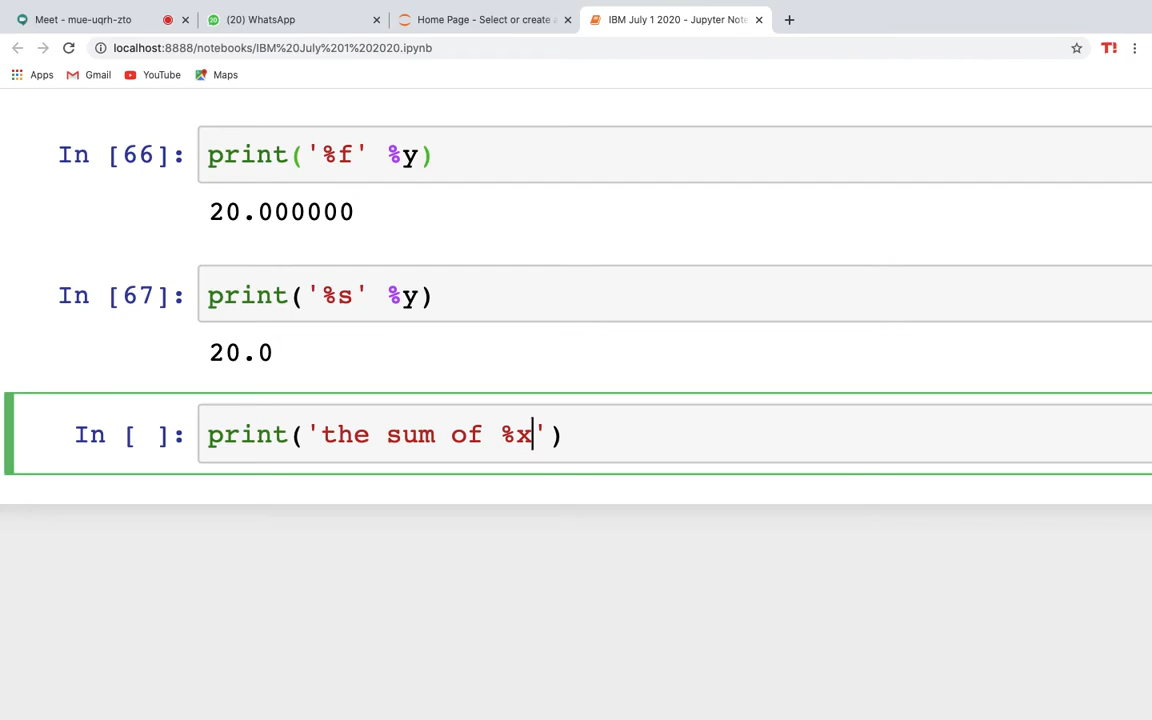 Meet - mue-uqrh-zto (20) WhatsApp Home Page - Select or create a IBM July 1 2020 - Jupyter Note
localhost:8888/notebooks/IBM%20July%201%202020.ipynb T!
Apps Gmail YouTube Maps
In [66]: print('%f' %y)
20.000000
In [67]: print('%s' %y)
20.0
In [ ]: print('the sum of %x')